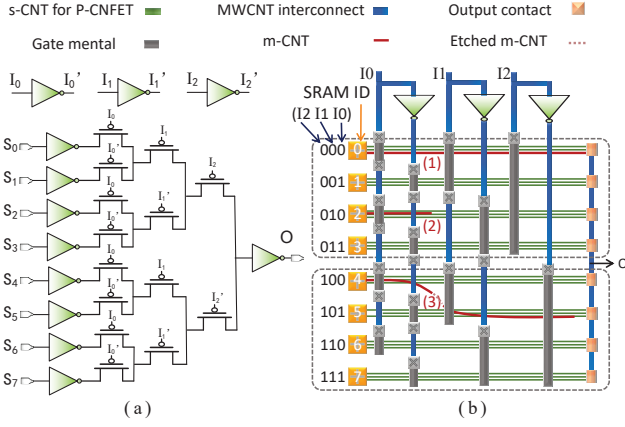 s-CNT for P-CNFET MWCNT interconnect Output contact
Gate mental m-CNT Etched m-CNT
I0 I0' I1 I1' I2 I2'
I0 I1 I2
SRAM ID
(I2 I1 I0)
S0 I0
I1
000 0 (1)
S1 I0'
I2
001 1
S2 I0
I1'
010 2 (2)
S3 I0'
011 3
O
O
S4 I0
I1
100 4 (3)
S5 I0'
I2'
101 5
S6 I0
I1'
110 6
S7 I0'
111 7
(a) (b)